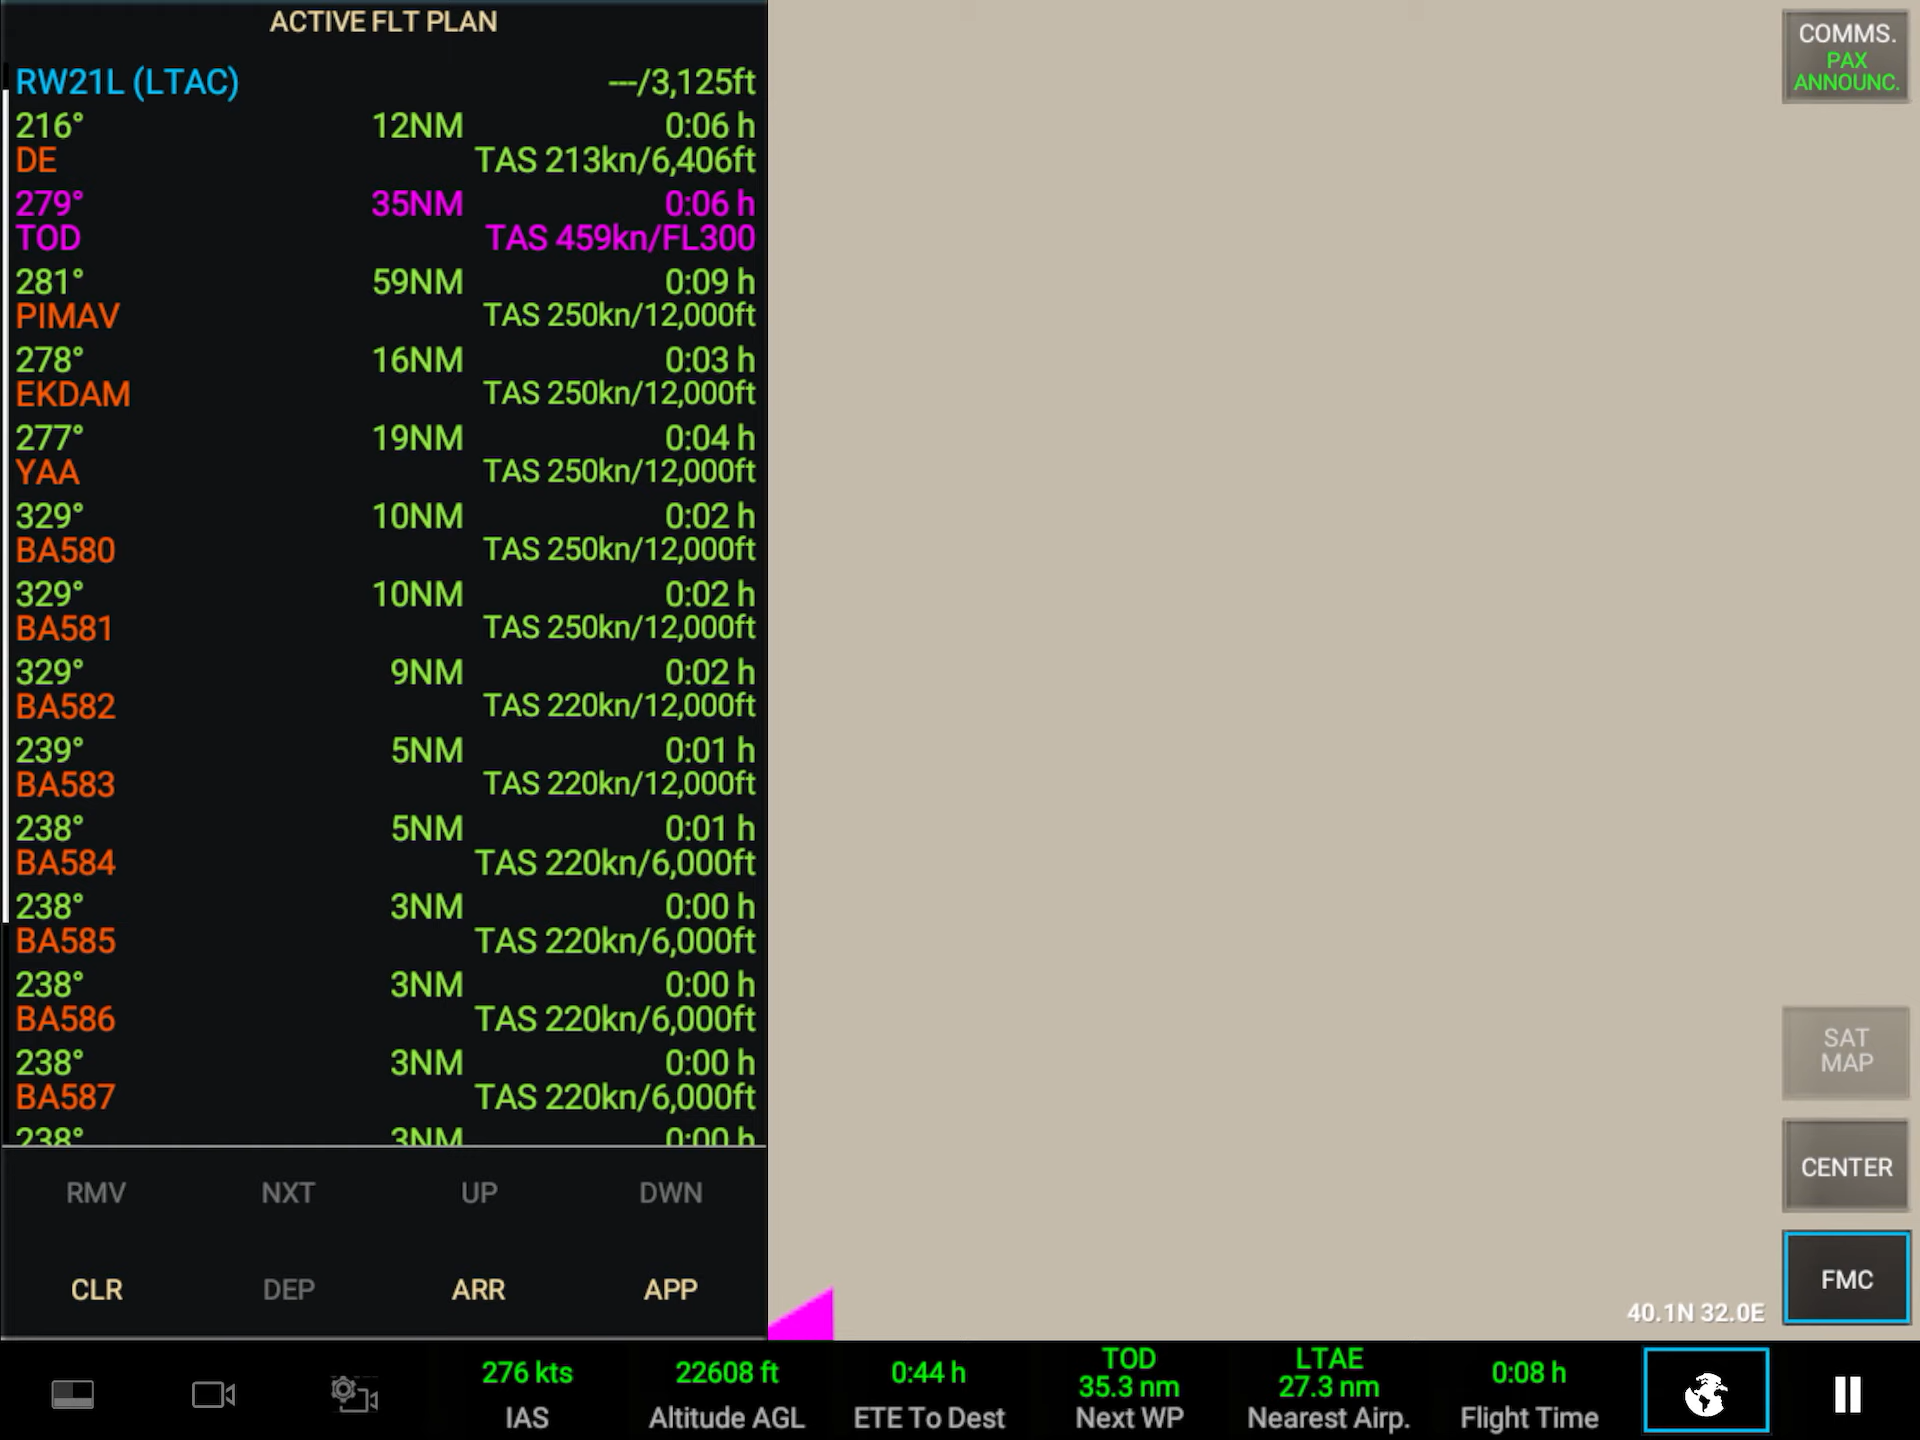 ACTIVE FLT PLAN
RW21L (LTAC) ---/3,125ft
216° 12NM 0:06 h
DE TAS 213kn/6,406ft
279° 35NM 0:06 h
TOD TAS 459kn/FL300
281° 59NM 0:09 h
PIMAV TAS 250kn/12,000ft
278° 16NM 0:03 h
EKDAM TAS 250kn/12,000ft
277° 19NM 0:04 h
YAA TAS 250kn/12,000ft
329° 10NM 0:02 h
BA580 TAS 250kn/12,000ft
329° 10NM 0:02 h
BA581 TAS 250kn/12,000ft
329° 9NM 0:02 h
BA582 TAS 220kn/12,000ft
239° 5NM 0:01 h
BA583 TAS 220kn/12,000ft
238° 5NM 0:01 h
BA584 TAS 220kn/6,000ft
238° 3NM 0:00 h
BA585 TAS 220kn/6,000ft
238° 3NM 0:00 h
BA586 TAS 220kn/6,000ft
238° 3NM 0:00 h
BA587 TAS 220kn/6,000ft
238° 3NM 0:00 h
RMV NXT UP DWN
CLR DEP ARR APP
COMMS.
PAX
ANNOUNC.
SAT
MAP
CENTER
FMC
40.1N 32.0E
276 kts
IAS
22608 ft
Altitude AGL
0:44 h
ETE To Dest
TOD
35.3 nm
Next WP
LTAE
27.3 nm
Nearest Airp.
0:08 h
Flight Time